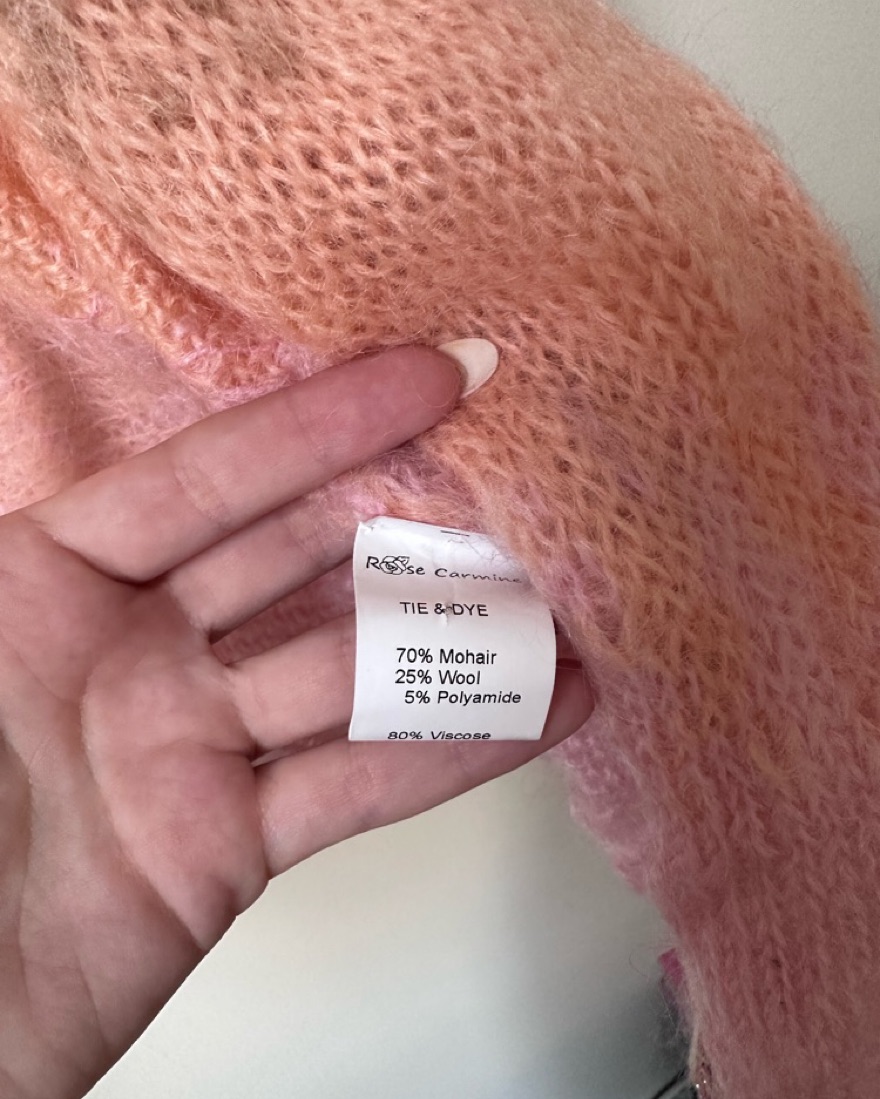 Rose Carmine
TIE & DYE
70% Mohair
25% Wool
5% Polyamide
80% Viscose